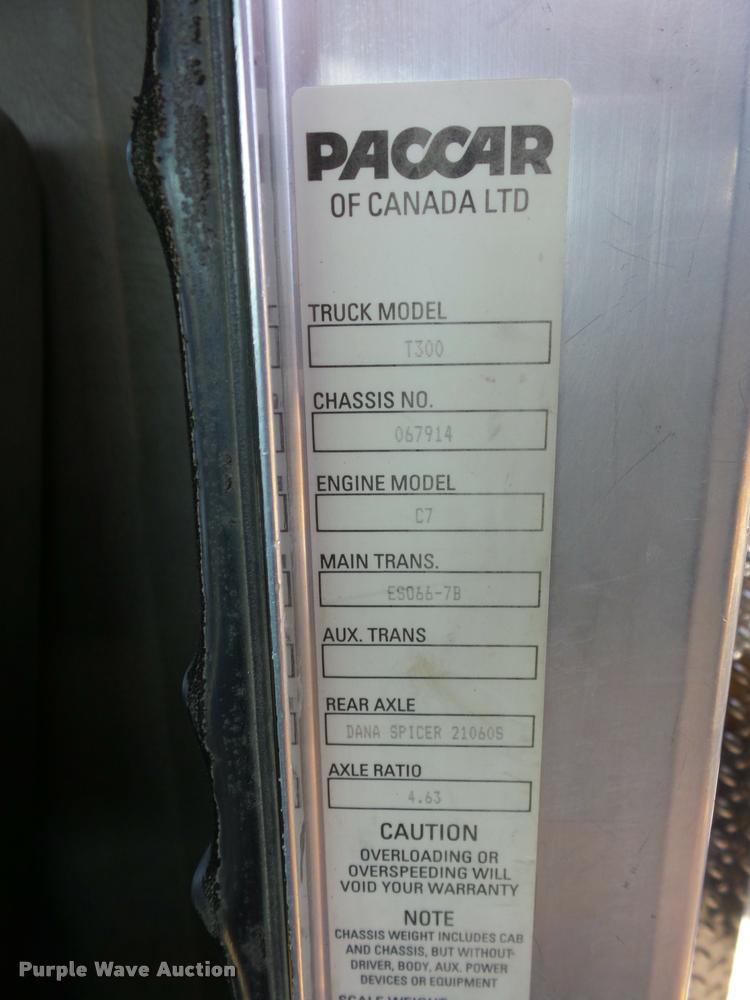 PACCAR
OF CANADA LTD
TRUCK MODEL
T300
CHASSIS NO.
067914
ENGINE MODEL
C7
MAIN TRANS.
ES066-7B
AUX. TRANS
REAR AXLE
DANA SPICER 21060S
AXLE RATIO
4.63
CAUTION
OVERLOADING OR
OVERSPEEDING WILL
VOID YOUR WARRANTY
NOTE
CHASSIS WEIGHT INCLUDES CAB
AND CHASSIS, BUT WITHOUT
DRIVER, BODY, AUX. POWER
DEVICES OR EQUIPMENT
SCALE WEIGHT
Purple Wave Auction